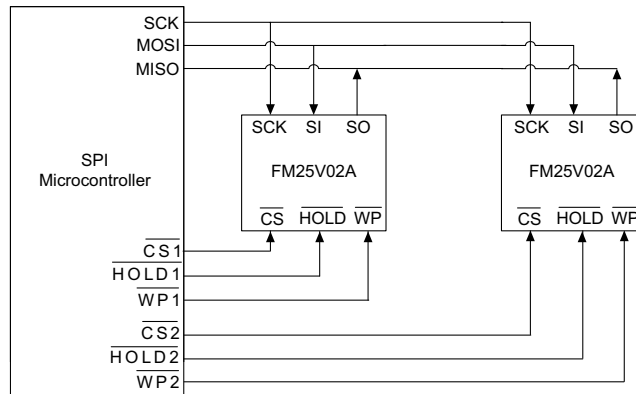 SCK
MOSI
MISO
SCK SI SO
SCK SI SO
SPI
Microcontroller
FM25V02A
FM25V02A
CS HOLD WP
CS HOLD WP
CS1
HOLD1
WP1
CS2
HOLD2
WP2